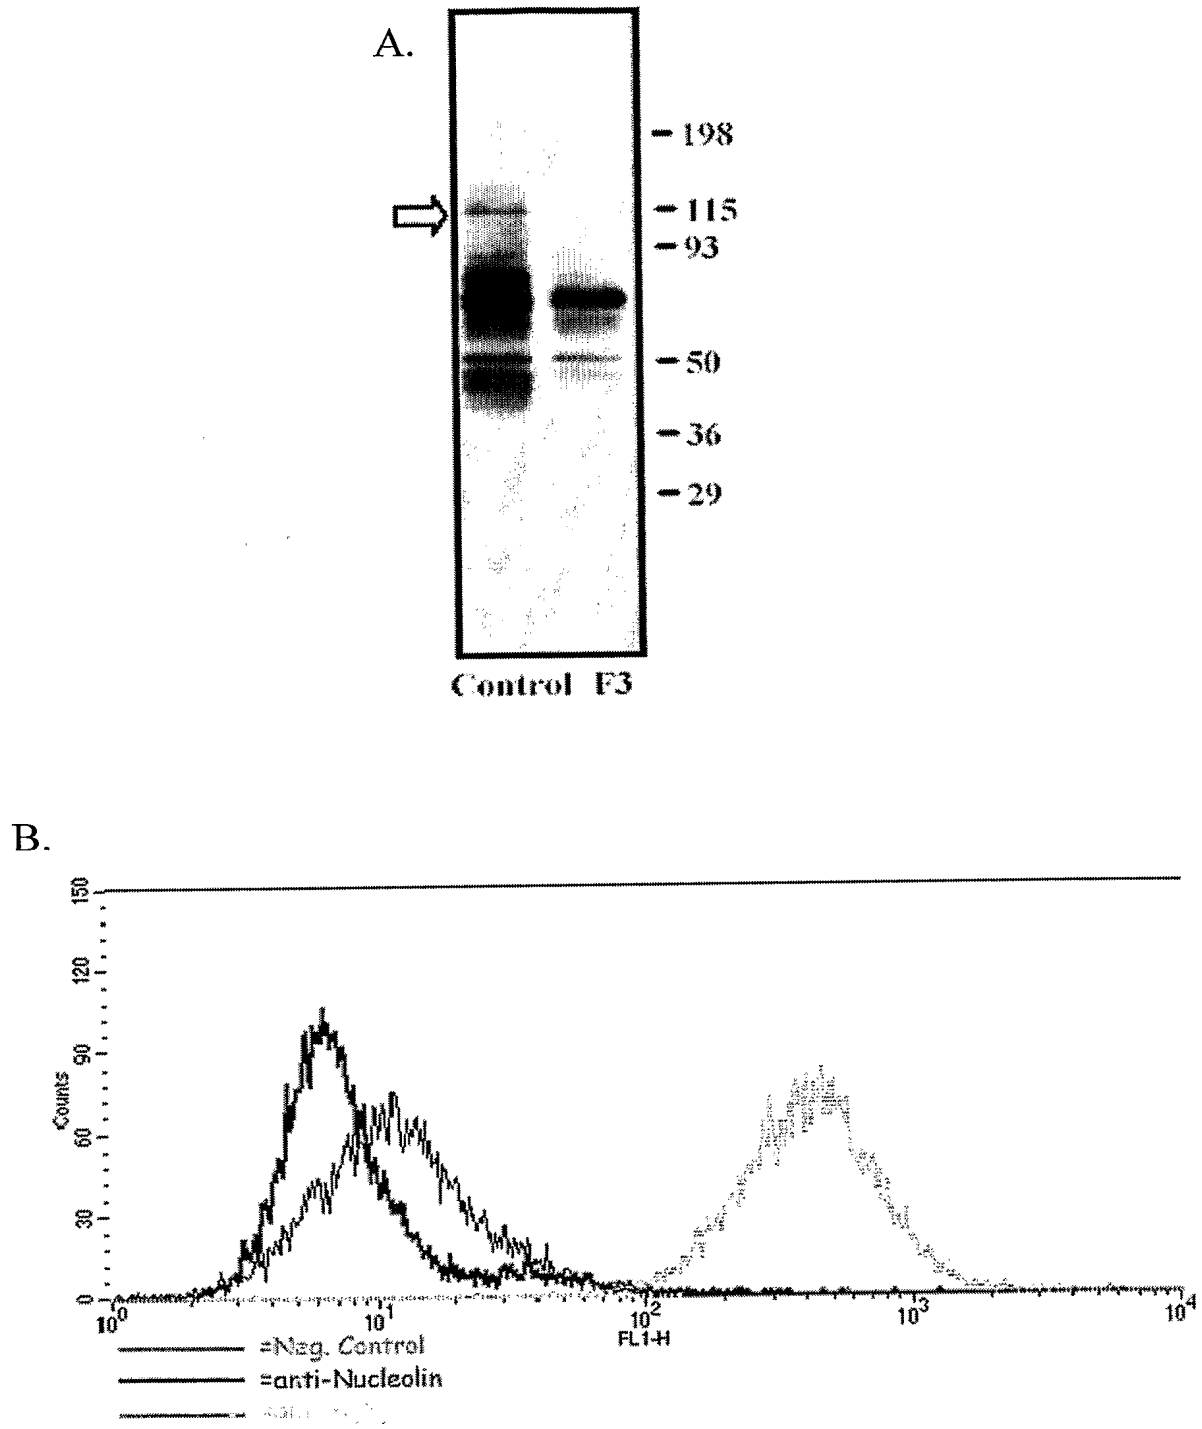 A.
198
115
93
50
36
29
Control F3
B.
150
120
90
60
30
0
Counts
10^0 10^1 10^2 10^3 10^4
FL1-H
=Neg. Control
=anti-Nucleolin